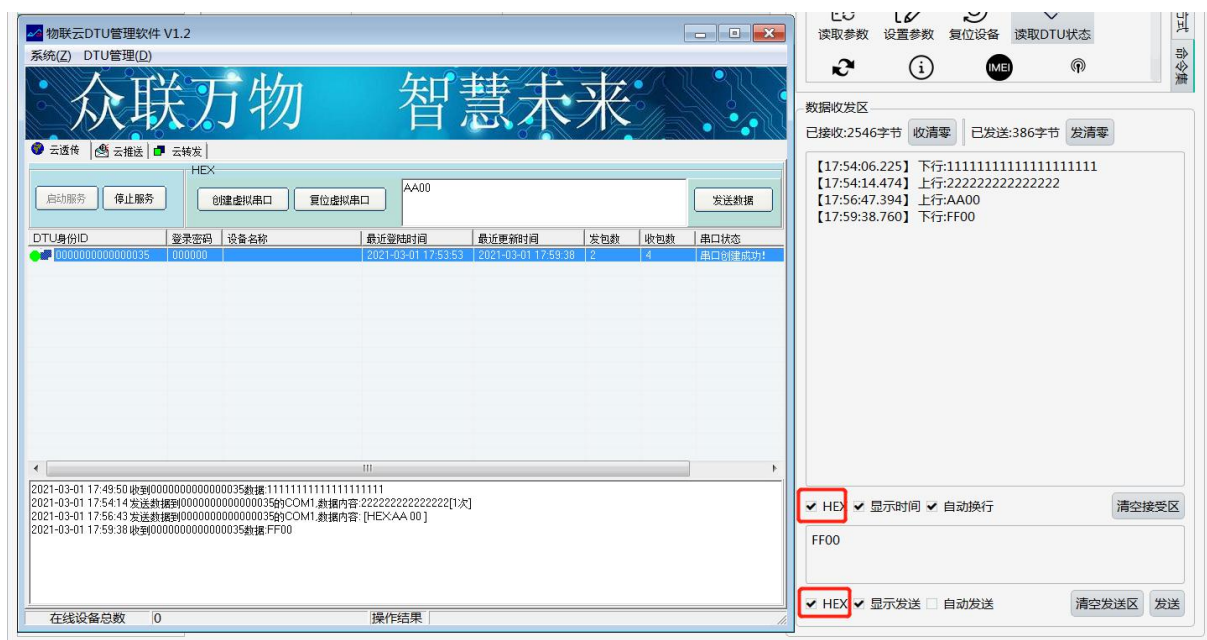 物联云DTU管理软件 V1.2
系统(Z) DTU管理(D)
众联万物 智慧未来
云透传 云推送 云转发
HEX
启动服务 停止服务 创建虚拟串口 复位虚拟串口 AA00 发送数据
DTU身份ID 登录密码 设备名称 最近登陆时间 最近更新时间 发包数 收包数 串口状态
0000000000000035 000000 2021-03-01 17:53:53 2021-03-01 17:59:38 2 4 串口创建成功!
2021-03-01 17:49:50 收到0000000000000035数据:11111111111111111111
2021-03-01 17:54:14 发送数据到0000000000000035的COM1,数据内容:222222222222222[1次]
2021-03-01 17:56:43 发送数据到0000000000000035的COM1,数据内容: [HEX:AA 00 ]
2021-03-01 17:59:38 收到0000000000000035数据:FF00
在线设备总数 0 操作结果
读取参数 设置参数 复位设备 读取DTU状态
IMEI
数据收发区
已接收:2546字节 收清零 已发送:386字节 发清零
【17:54:06.225】下行:11111111111111111111
【17:54:14.474】上行:222222222222222
【17:56:47.394】上行:AA00
【17:59:38.760】下行:FF00
HEX 显示时间 自动换行 清空接受区
FF00
HEX 显示发送 自动发送 清空发送区 发送